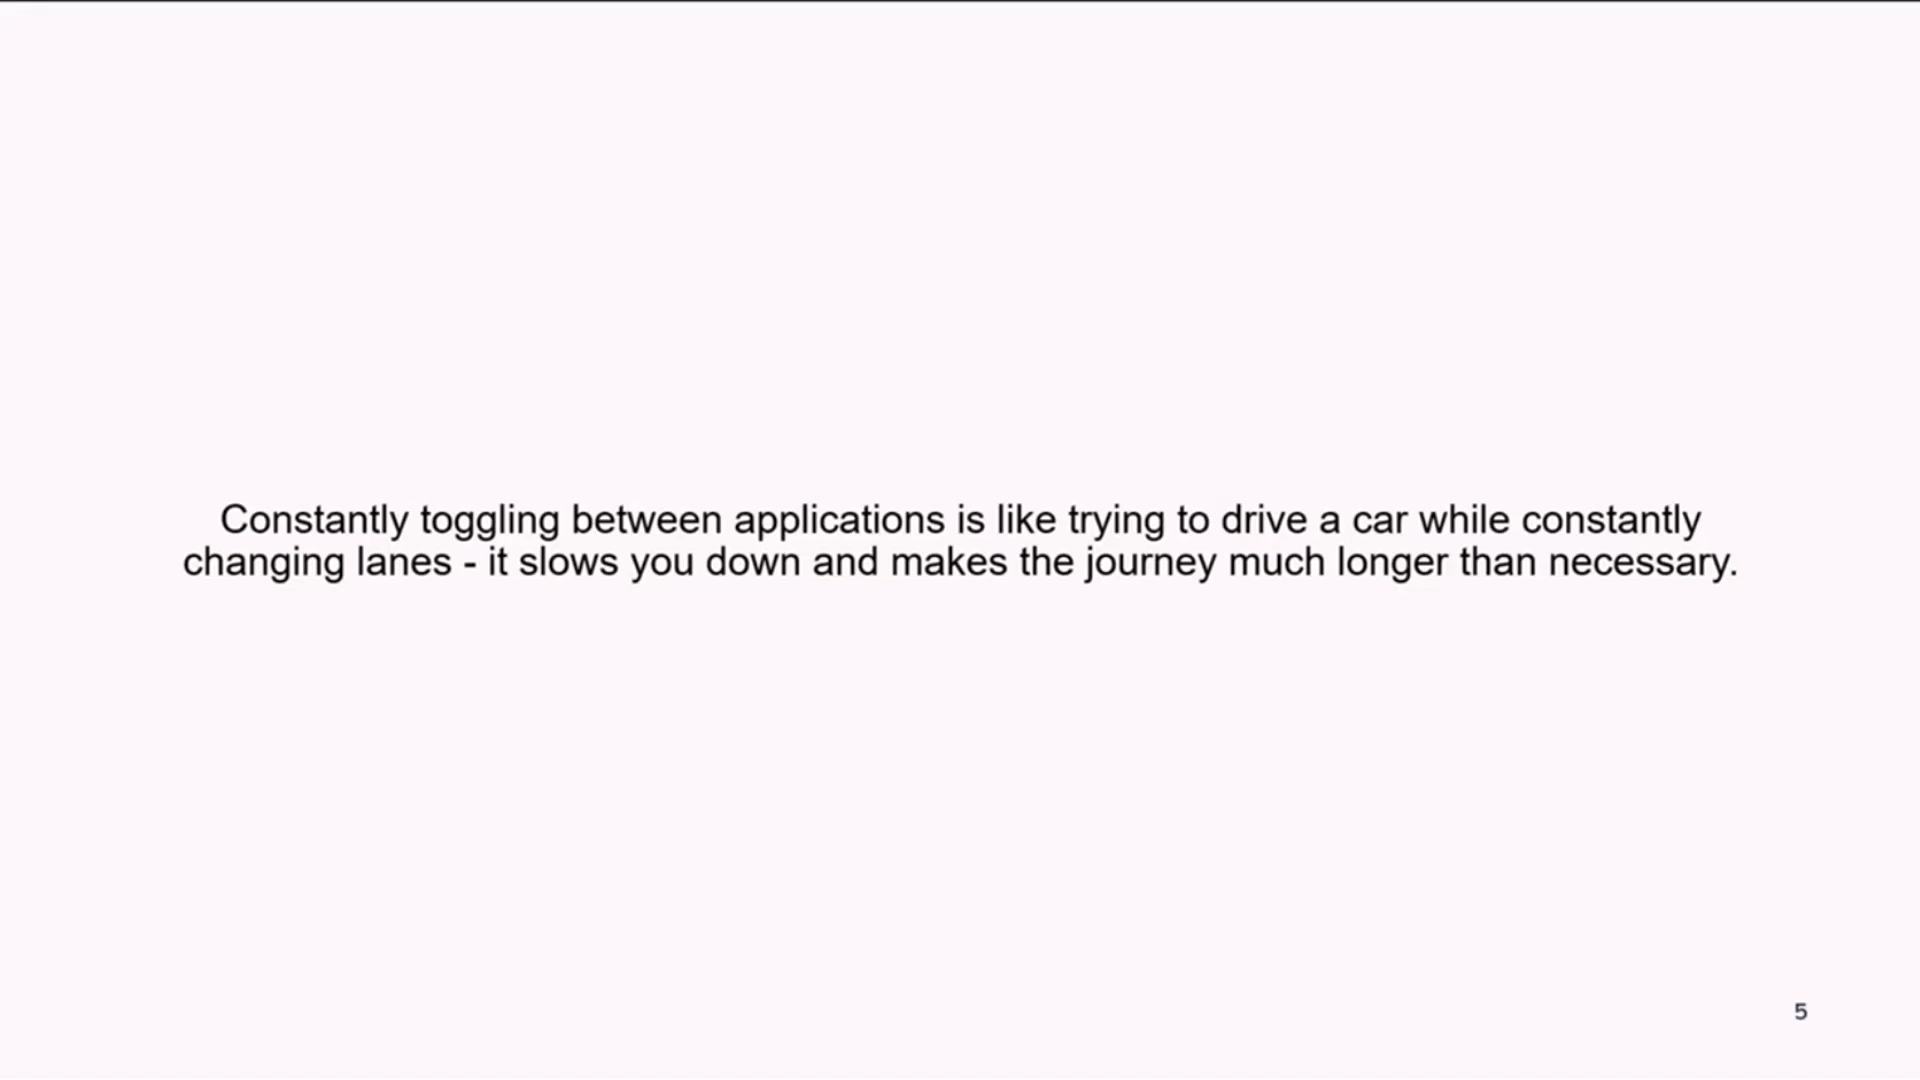 Constantly toggling between applications is like trying to drive a car while constantly
changing lanes - it slows you down and makes the journey much longer than necessary.
5